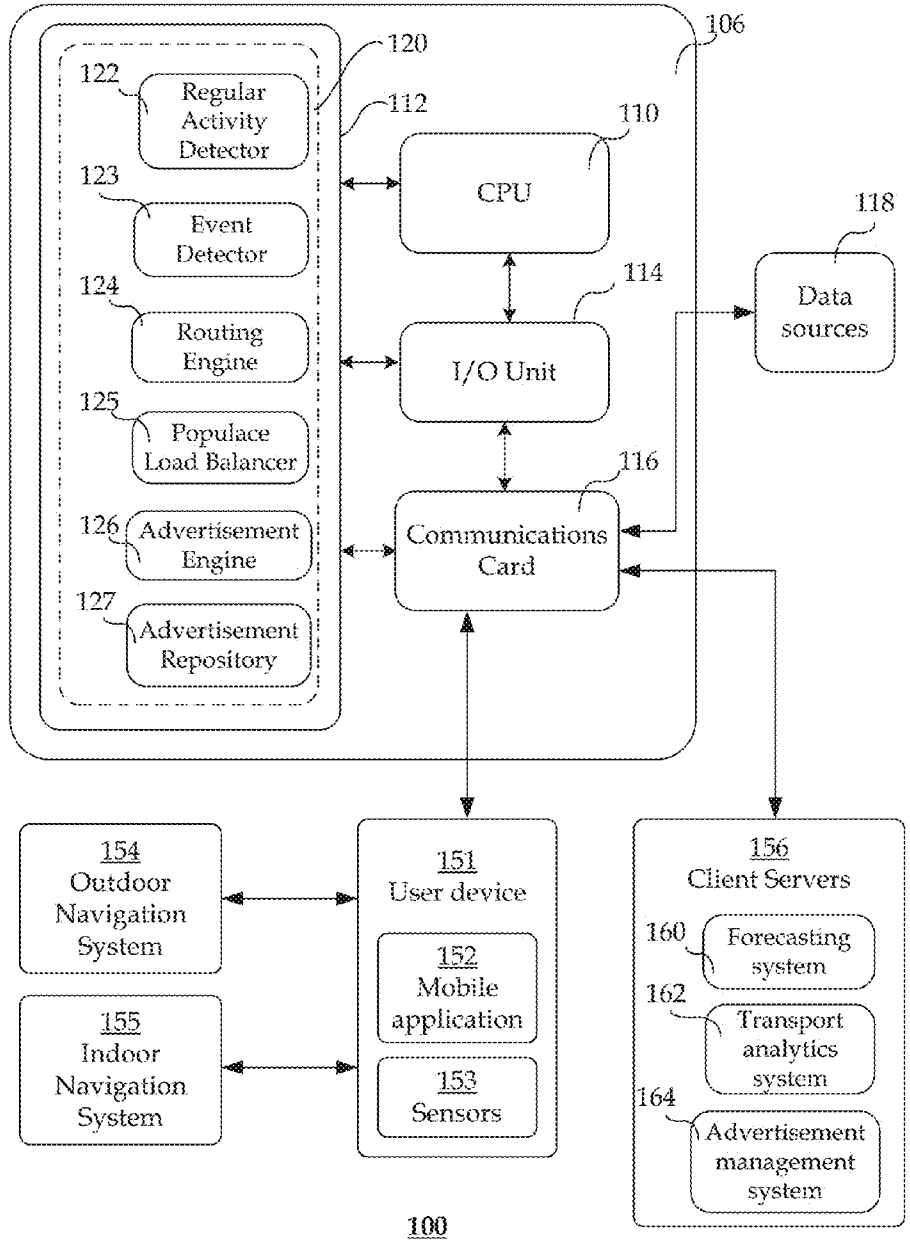 106
120
112
122
Regular
Activity
Detector
110
CPU
123
Event
Detector
118
Data
sources
124
Routing
Engine
114
I/O Unit
125
Populace
Load Balancer
116
Communications
Card
126
Advertisement
Engine
127
Advertisement
Repository
154
Outdoor
Navigation
System
155
Indoor
Navigation
System
151
User device
152
Mobile
application
153
Sensors
156
Client Servers
160
Forecasting
system
162
Transport
analytics
system
164
Advertisement
management
system
100